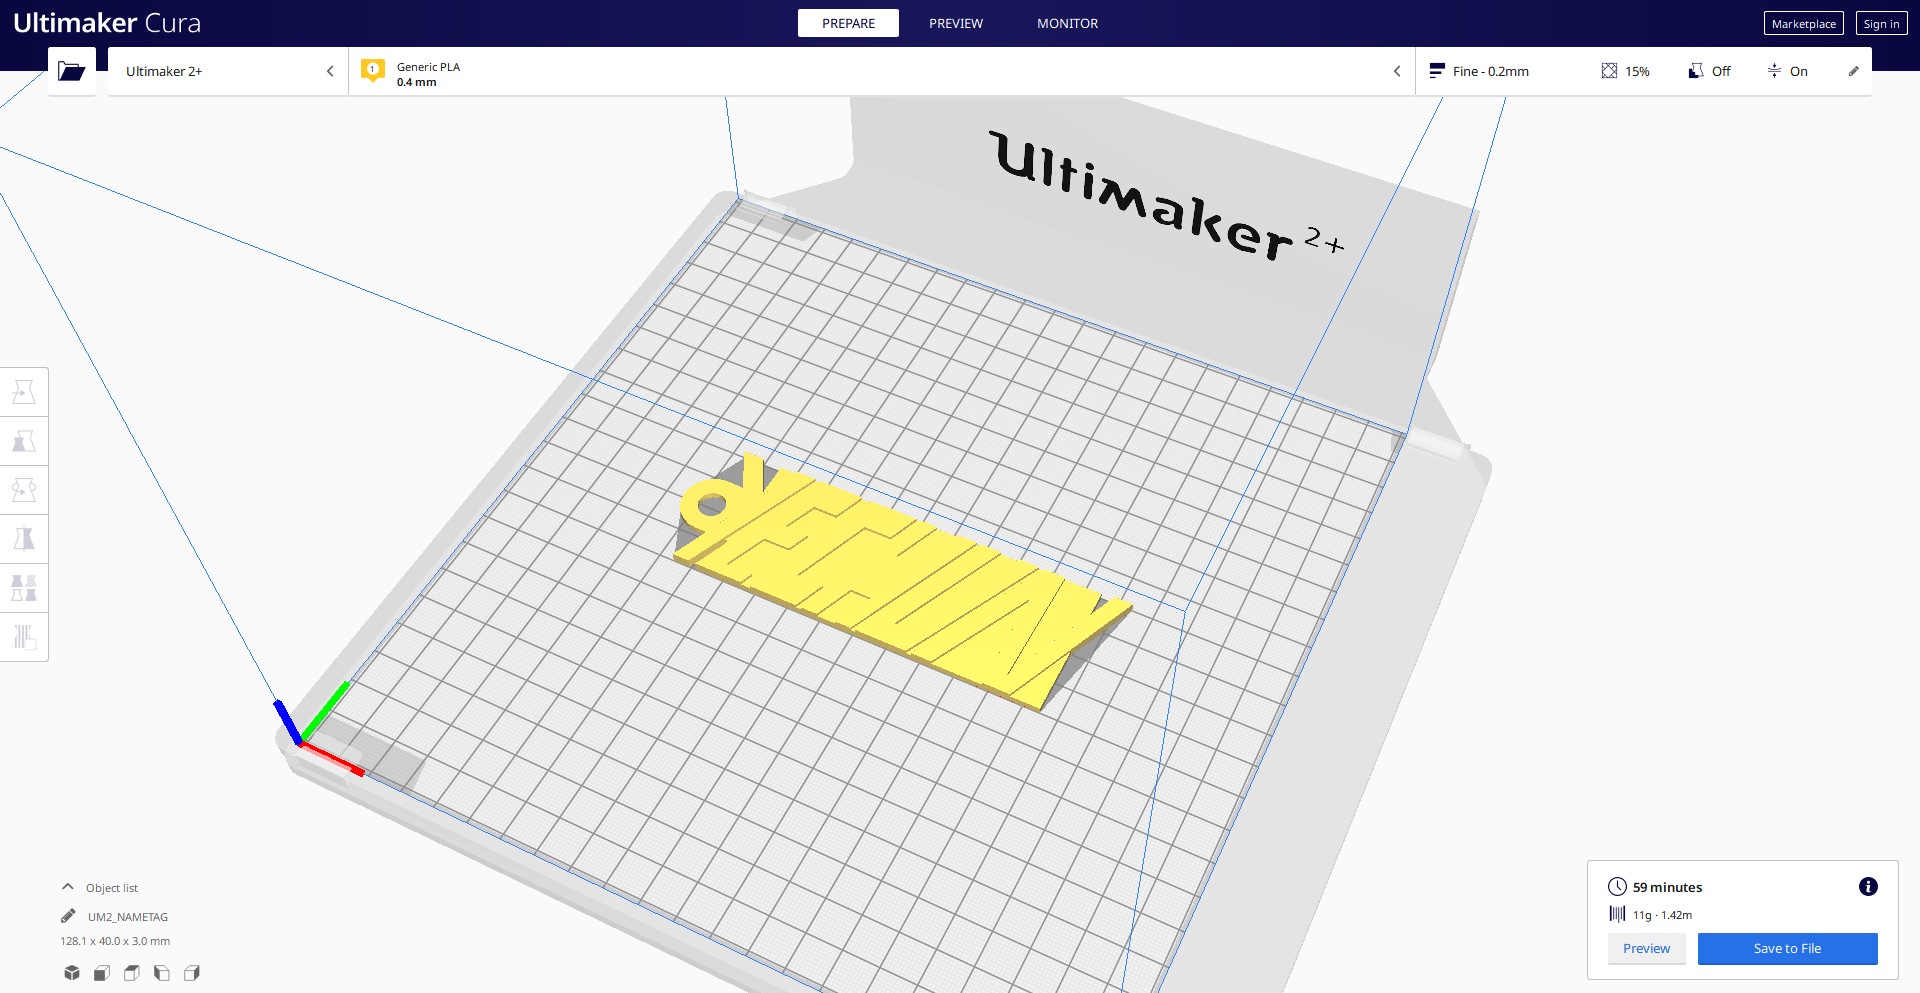 Ultimaker Cura
PREPARE
PREVIEW
MONITOR
Marketplace
Sign in
Ultimaker 2+
1
Generic PLA
0.4 mm
Fine - 0.2mm
15%
Off
On
Ultimaker 2+
Object list
UM2_NAMETAG
128.1 x 40.0 x 3.0 mm
59 minutes
11g · 1.42m
Preview
Save to File